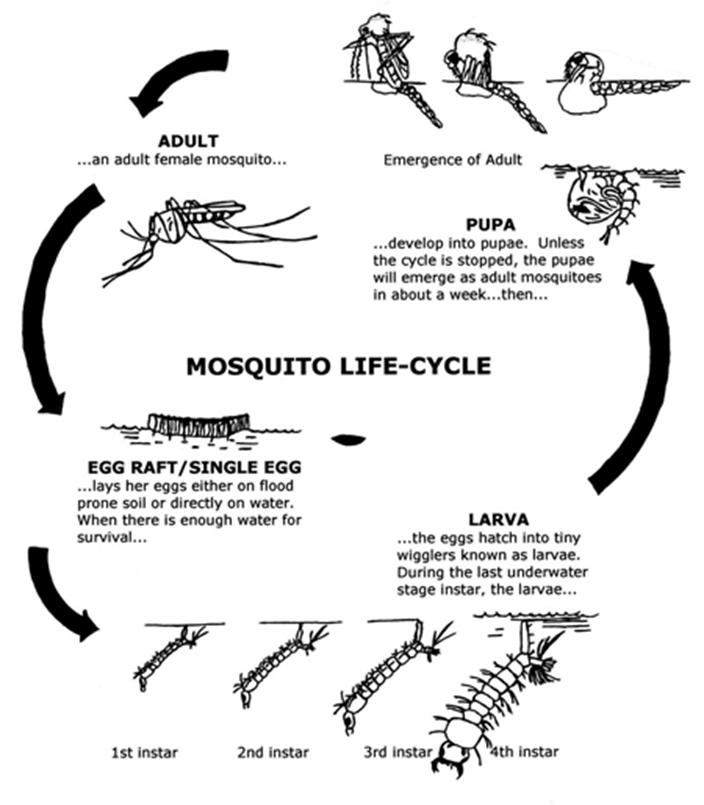 ADULT
...an adult female mosquito...
Emergence of Adult
PUPA
...develop into pupae. Unless
the cycle is stopped, the pupae
will emerge as adult mosquitoes
in about a week...then...
MOSQUITO LIFE-CYCLE
EGG RAFT/SINGLE EGG
...lays her eggs either on flood
prone soil or directly on water.
When there is enough water for
survival...
LARVA
...the eggs hatch into tiny
wigglers known as larvae.
During the last underwater
stage instar, the larvae...
1st instar 2nd instar 3rd instar 4th instar